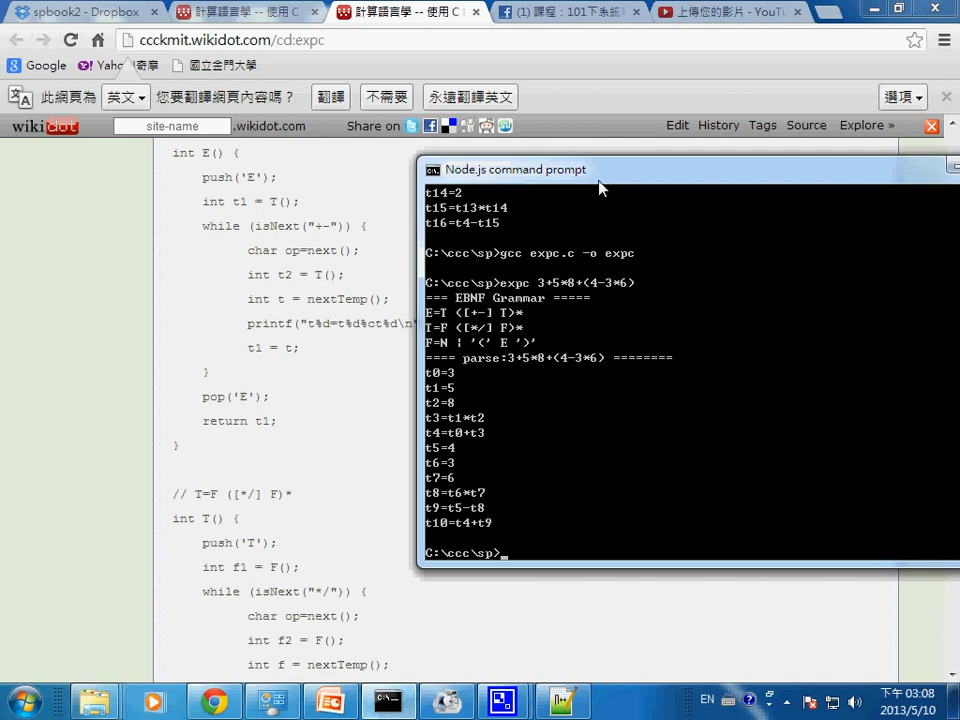 spbook2 - Dropbox
計算語言學 -- 使用 C
計算語言學 -- 使用 C
(1) 課程：101下系統
上傳您的影片 - YouTu
ccckmit.wikidot.com/cd:expc
Google
Yaho
奇摩
國立金門大學
此網頁為
英文
您要翻譯網頁內容嗎？
翻譯
不需要
永遠翻譯英文
選項
wikidot
site-name
.wikidot.com
Share on
Edit
History
Tags
Source
Explore »
int E() {
push('E');
int t1 = T();
while (isNext("+-")) {
char op=next();
int t2 = T();
int t = nextTemp();
printf("t%d=t%d%ct%d\n"
t1 = t;
}
pop('E');
return t1;
}
// T=F ([*/] F)*
int T() {
push('T');
int f1 = F();
while (isNext("*/")) {
char op=next();
int f2 = F();
int f = nextTemp();
Node.js command prompt
t14=2
t15=t13*t14
t16=t4-t15
C:\ccc\sp>gcc expc.c -o expc
C:\ccc\sp>expc 3+5*8+(4-3*6)
=== EBNF Grammar =====
E=T ([+-] T)*
T=F ([*/] F)*
F=N | '(' E ')'
==== parse:3+5*8+(4-3*6) ========
t0=3
t1=5
t2=8
t3=t1*t2
t4=t0+t3
t5=4
t6=3
t7=6
t8=t6*t7
t9=t5-t8
t10=t4+t9
C:\ccc\sp>_
EN
下午 03:08
2013/5/10